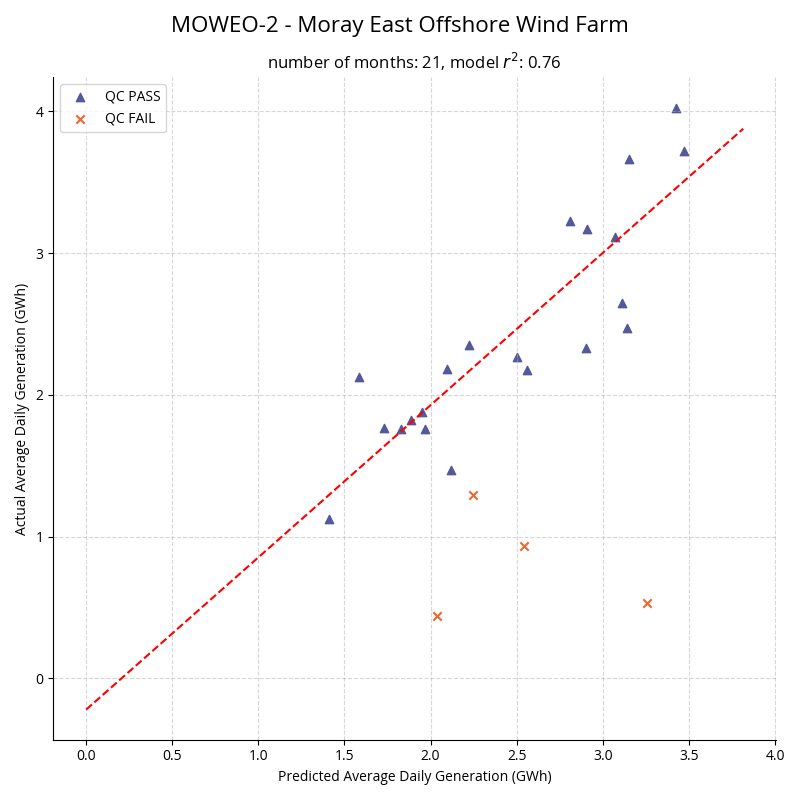 MOWEO-2 - Moray East Offshore Wind Farm
number of months: 21, model r²: 0.76
QC PASS
QC FAIL
4
3
2
1
0
Actual Average Daily Generation (GWh)
0.0 0.5 1.0 1.5 2.0 2.5 3.0 3.5 4.0
Predicted Average Daily Generation (GWh)